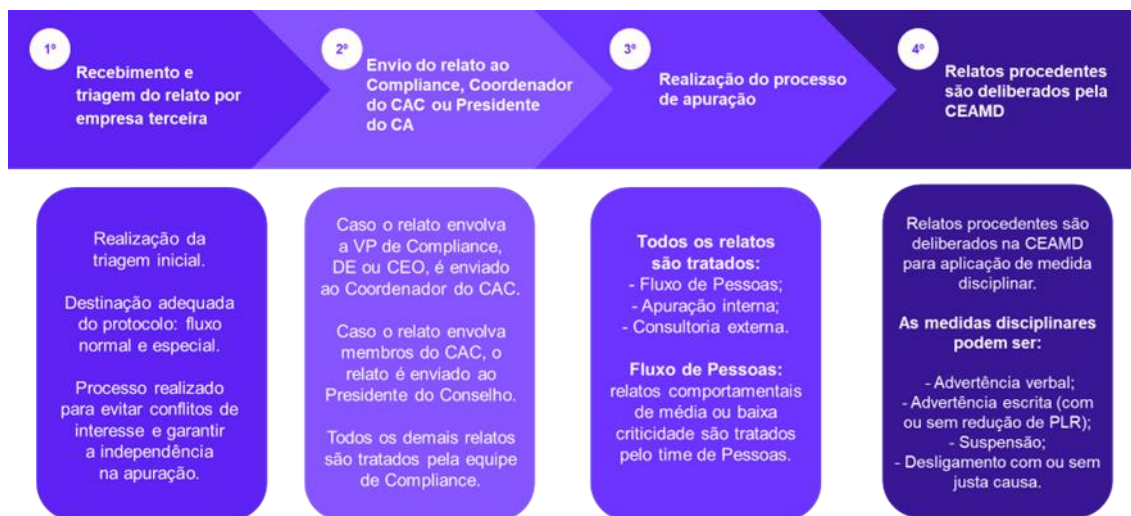 1º
Recebimento e
triagem do relato por
empresa terceira
2º
Envio do relato ao
Compliance, Coordenador
do CAC ou Presidente
do CA
3º
Realização do processo
de apuração
4º
Relatos procedentes
são deliberados pela
CEAMD
Realização da
triagem inicial.
Destinação adequada
do protocolo: fluxo
normal e especial.
Processo realizado
para evitar conflitos de
interesse e garantir
a independência
na apuração.
Caso o relato envolva
a VP de Compliance,
DE ou CEO, é enviado
ao Coordenador do CAC.
Caso o relato envolva
membros do CAC, o
relato é enviado ao
Presidente do Conselho.
Todos os demais relatos
são tratados pela equipe
de Compliance.
Todos os relatos
são tratados:
- Fluxo de Pessoas;
- Apuração interna;
- Consultoria externa.
Fluxo de Pessoas:
relatos comportamentais
de média ou baixa
criticidade são tratados
pelo time de Pessoas.
Relatos procedentes são
deliberados na CEAMD
para aplicação de medida
disciplinar.
As medidas disciplinares
podem ser:
- Advertência verbal;
- Advertência escrita (com
ou sem redução de PLR);
- Suspensão;
- Desligamento com ou sem
justa causa.